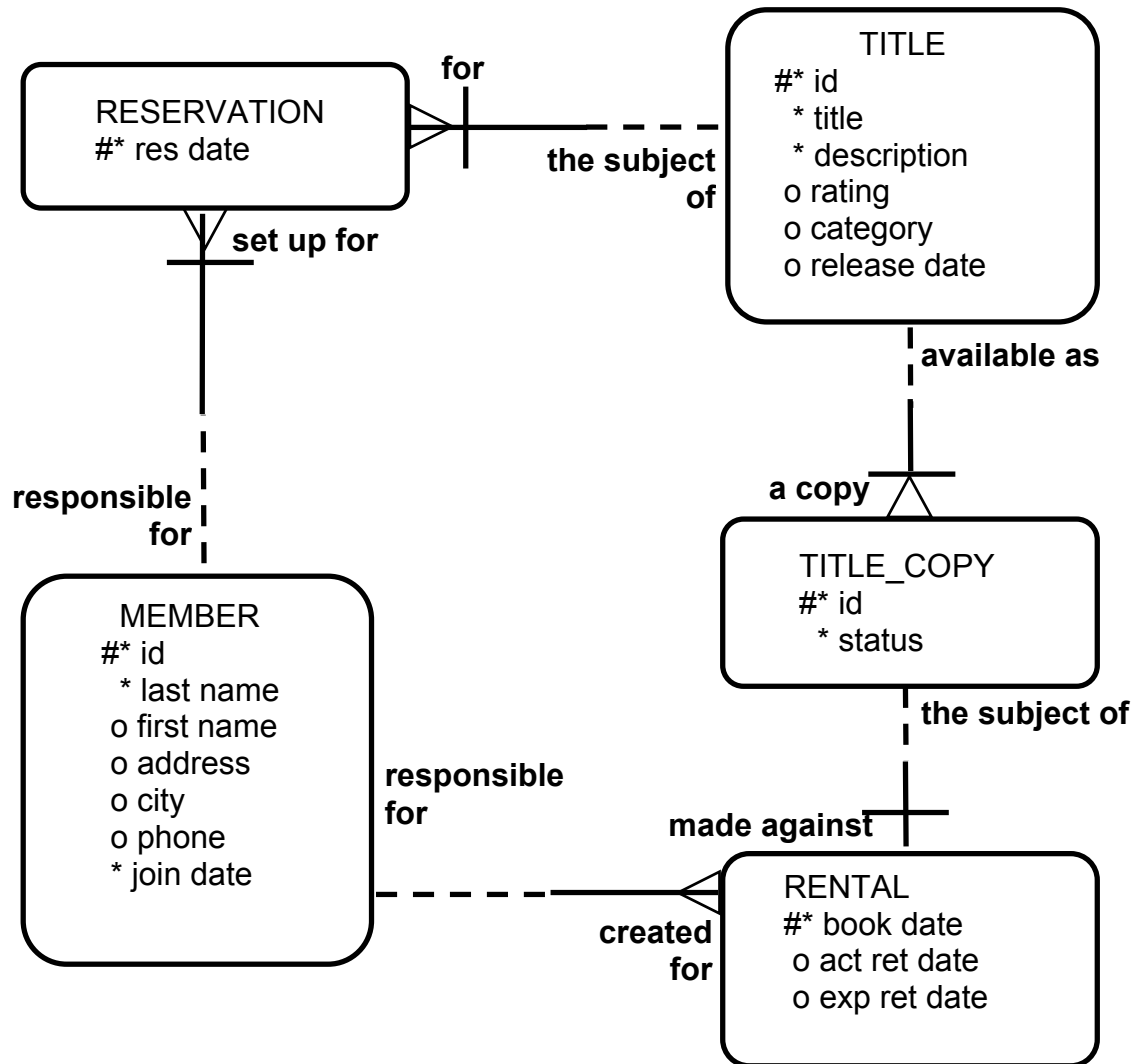 RESERVATION
#* res date
for
the subject
of
TITLE
#* id
* title
* description
o rating
o category
o release date
set up for
available as
responsible
for
a copy
TITLE_COPY
#* id
* status
MEMBER
#* id
* last name
o first name
o address
o city
o phone
* join date
the subject of
responsible
for
made against
created
for
RENTAL
#* book date
o act ret date
o exp ret date